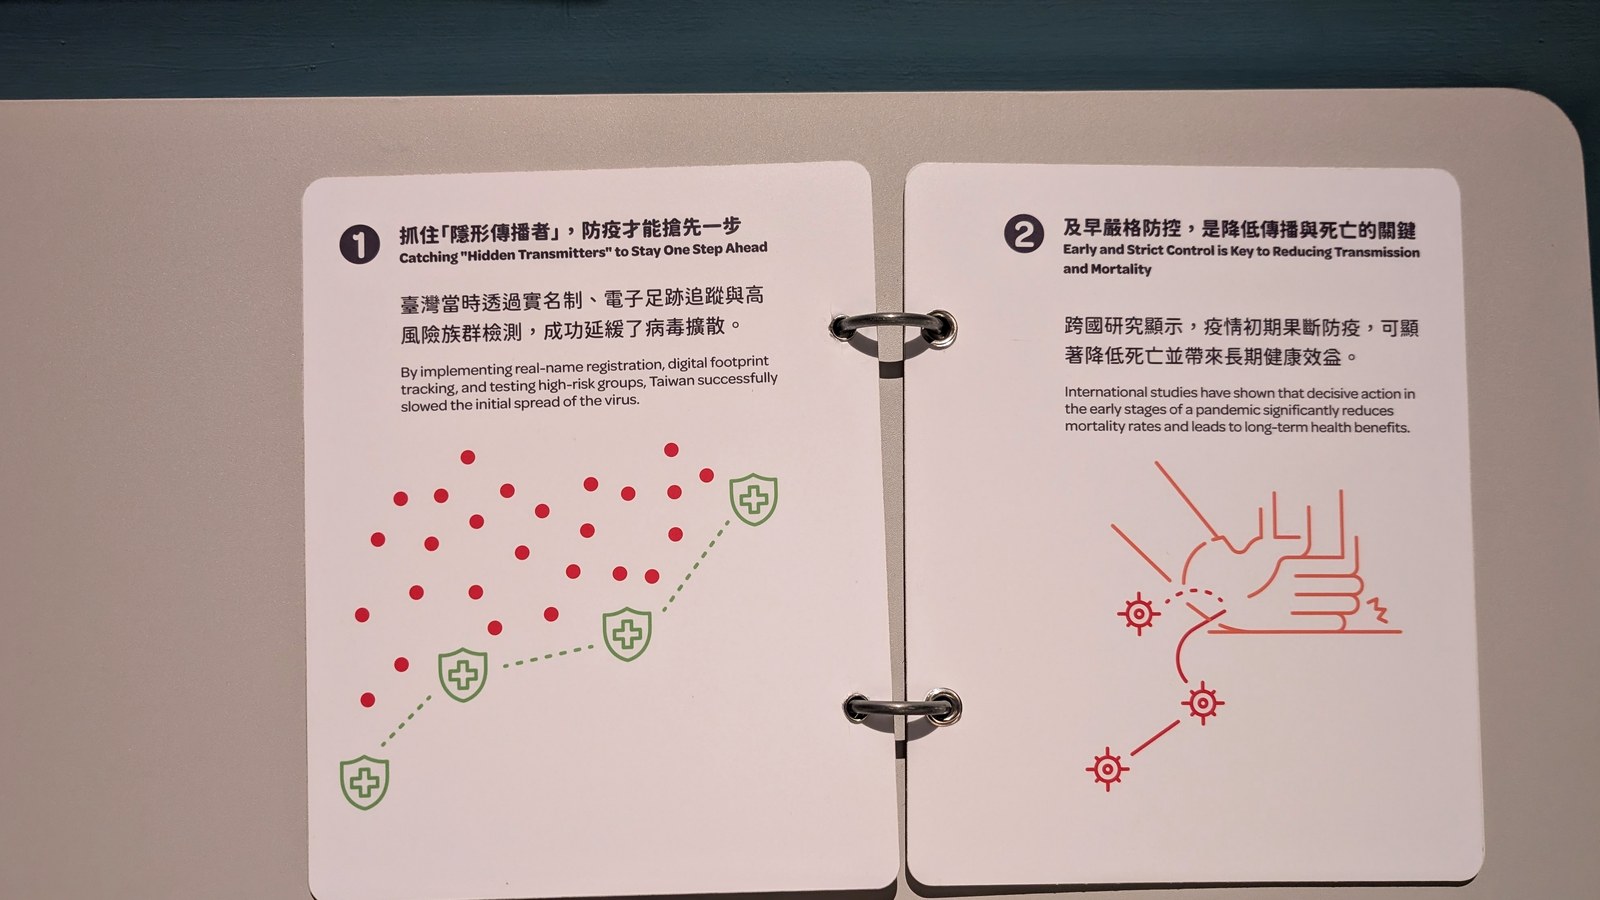 1
抓住「隱形傳播者」，防疫才能搶先一步
Catching "Hidden Transmitters" to Stay One Step Ahead
臺灣當時透過實名制、電子足跡追蹤與高
風險族群檢測，成功延緩了病毒擴散。
By implementing real-name registration, digital footprint
tracking, and testing high-risk groups, Taiwan successfully
slowed the initial spread of the virus.
2
及早嚴格防控，是降低傳播與死亡的關鍵
Early and Strict Control is Key to Reducing Transmission
and Mortality
跨國研究顯示，疫情初期果斷防疫，可顯
著降低死亡並帶來長期健康效益。
International studies have shown that decisive action in
the early stages of a pandemic significantly reduces
mortality rates and leads to long-term health benefits.